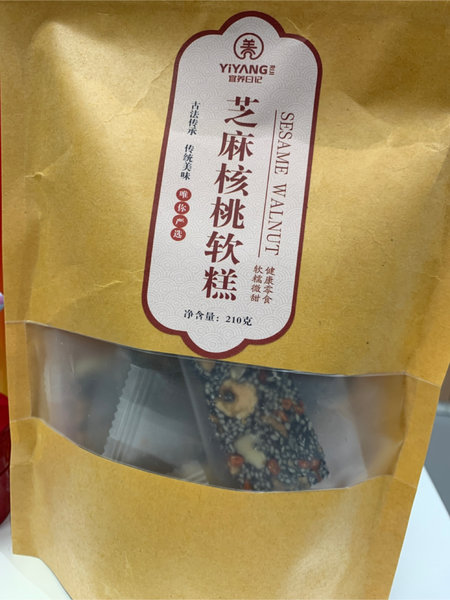 养
YiYANG 日记
宜养日记
芝麻核桃软糕
SESAME WALNUT
古法传承 传统美味
唯你严选
健康零食
软糯微甜
净含量：210克